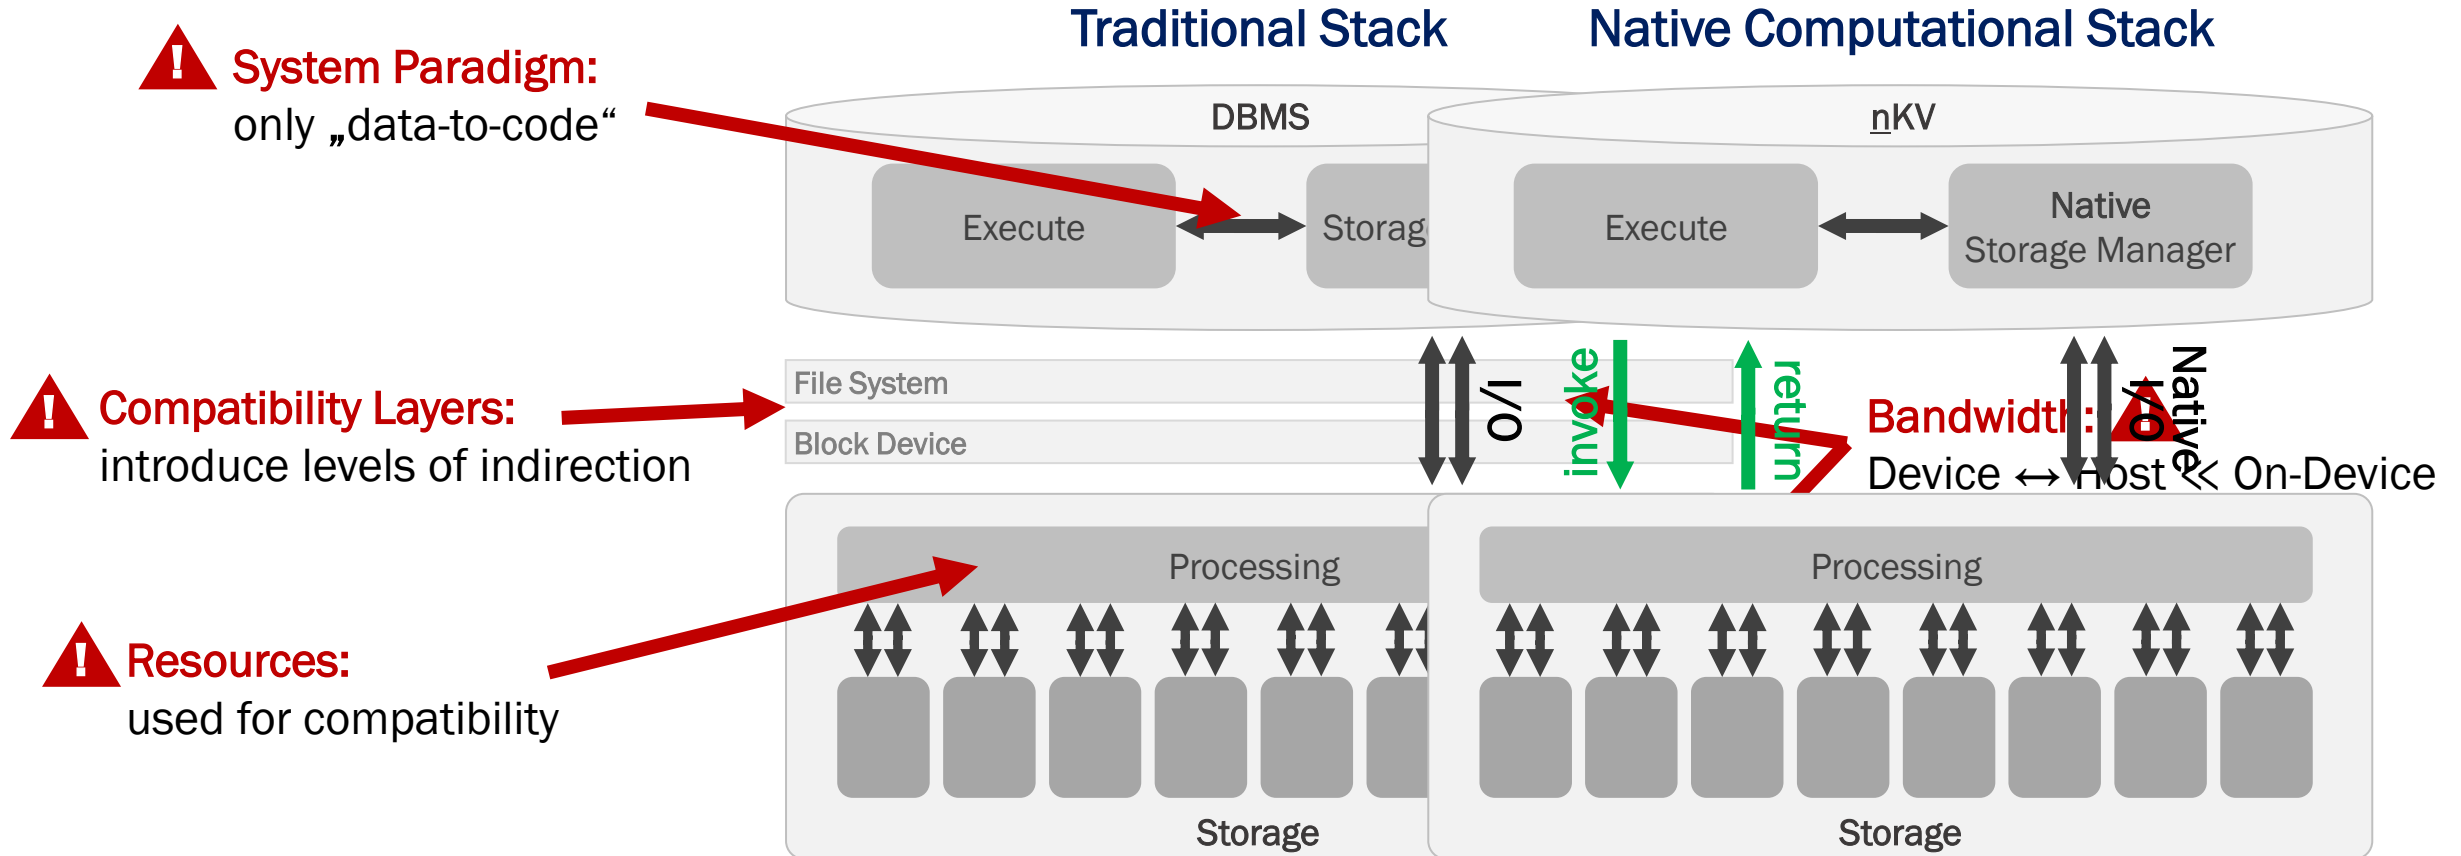 Traditional Stack
Native Computational Stack
!
System Paradigm:
only „data-to-code“
DBMS
nKV
Execute
Storag
Execute
Native
Storage Manager
!
Compatibility Layers:
introduce levels of indirection
File System
Block Device
I/O
invoke
return
Native
I/O
Bandwidth:
!
Device ↔ Host ≪ On-Device
Processing
Processing
!
Resources:
used for compatibility
Storage
Storage